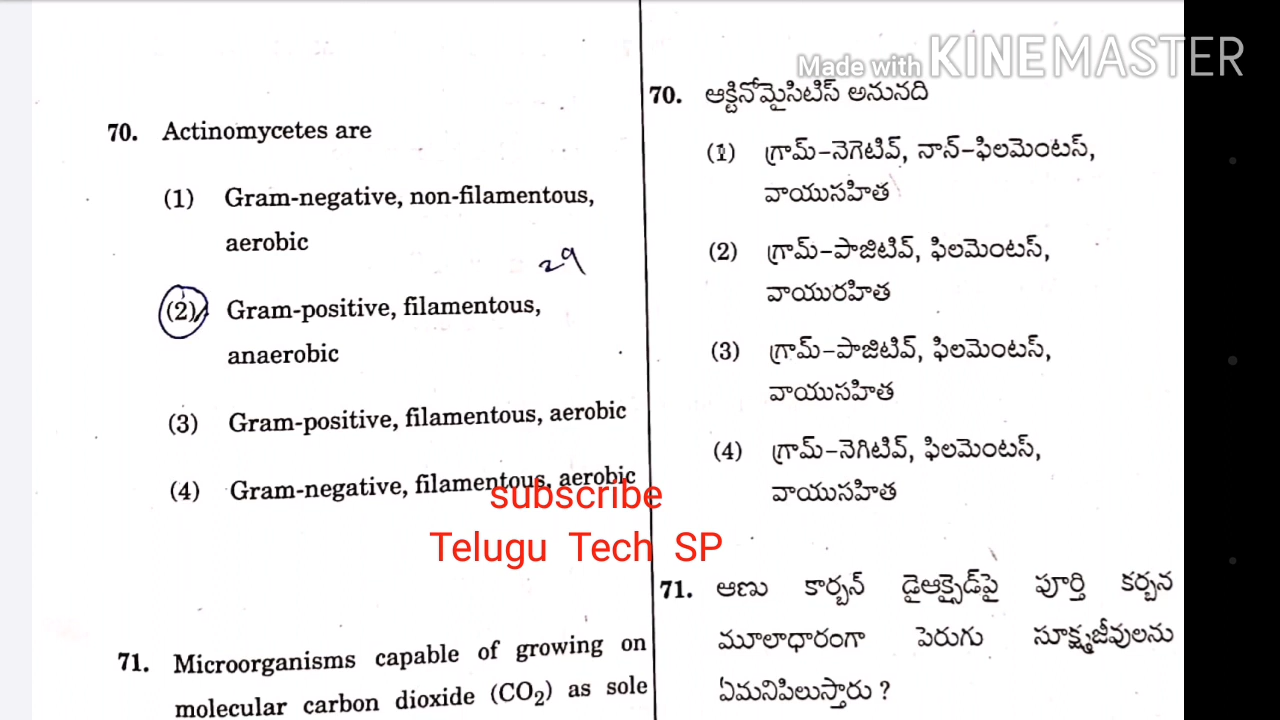 Made with KINEMASTER
70. Actinomycetes are
(1) Gram-negative, non-filamentous,
aerobic
29
(2) Gram-positive, filamentous,
anaerobic
(3) Gram-positive, filamentous, aerobic
(4) Gram-negative, filamentous, aerobic
71. Microorganisms capable of growing on
molecular carbon dioxide (CO₂) as sole
70. ఆక్టినోమైసిటిస్ అనునది
(1) గ్రామ్-నెగెటివ్, నాన్-ఫిలమెంటస్,
వాయుసహిత
(2) గ్రామ్-పాజిటివ్, ఫిలమెంటస్,
వాయురహిత
(3) గ్రామ్-పాజిటివ్, ఫిలమెంటస్,
వాయుసహిత
(4) గ్రామ్-నెగిటివ్, ఫిలమెంటస్,
వాయుసహిత
71. ఆణు కార్బన్ డైఆక్సైడ్‌పై పూర్తి కర్బన
మూలాధారంగా పెరుగు సూక్ష్మజీవులను
ఏమనిపిలుస్తారు ?
subscribe
Telugu Tech SP